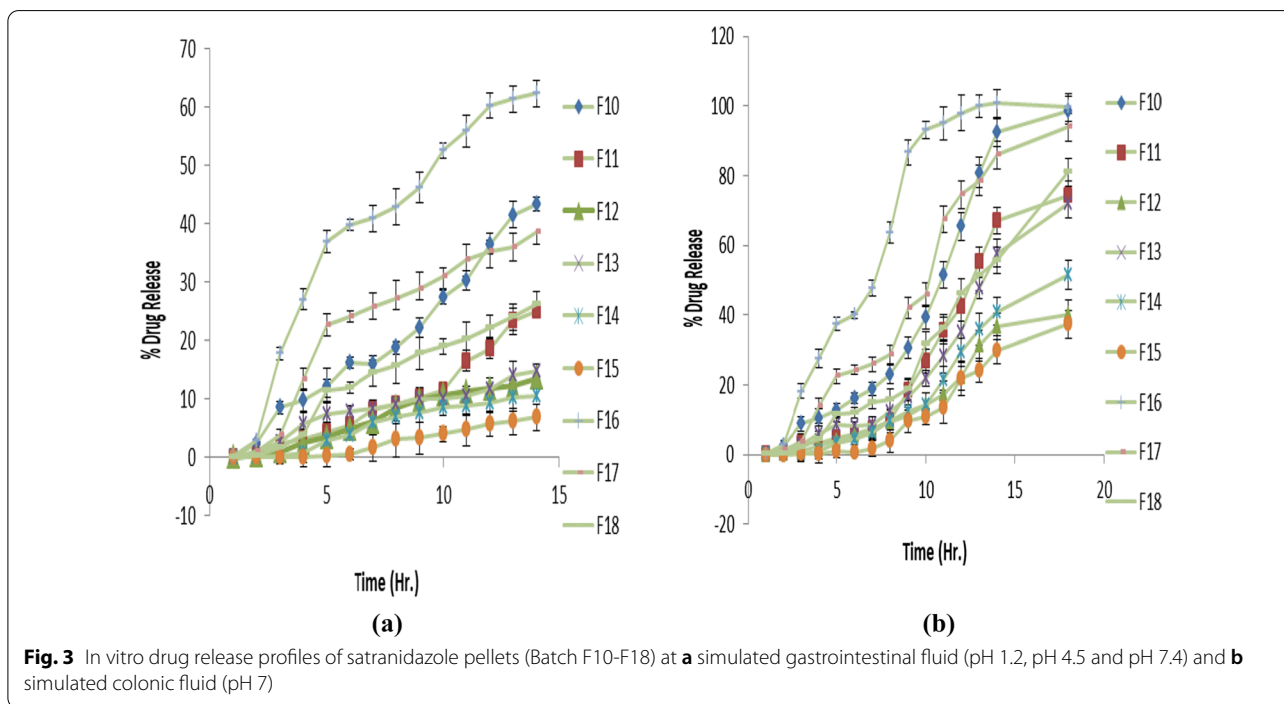 70
60
50
40
30
20
10
0
-10
0
5
10
15
% Drug Release
Time (Hr.)
F10
F11
F12
F13
F14
F15
F16
F17
F18
(a)
120
100
80
60
40
20
0
-20
0
5
10
15
20
% Drug Release
Time (Hr.)
F10
F11
F12
F13
F14
F15
F16
F17
F18
(b)
Fig. 3 In vitro drug release profiles of satranidazole pellets (Batch F10-F18) at a simulated gastrointestinal fluid (pH 1.2, pH 4.5 and pH 7.4) and b
simulated colonic fluid (pH 7)